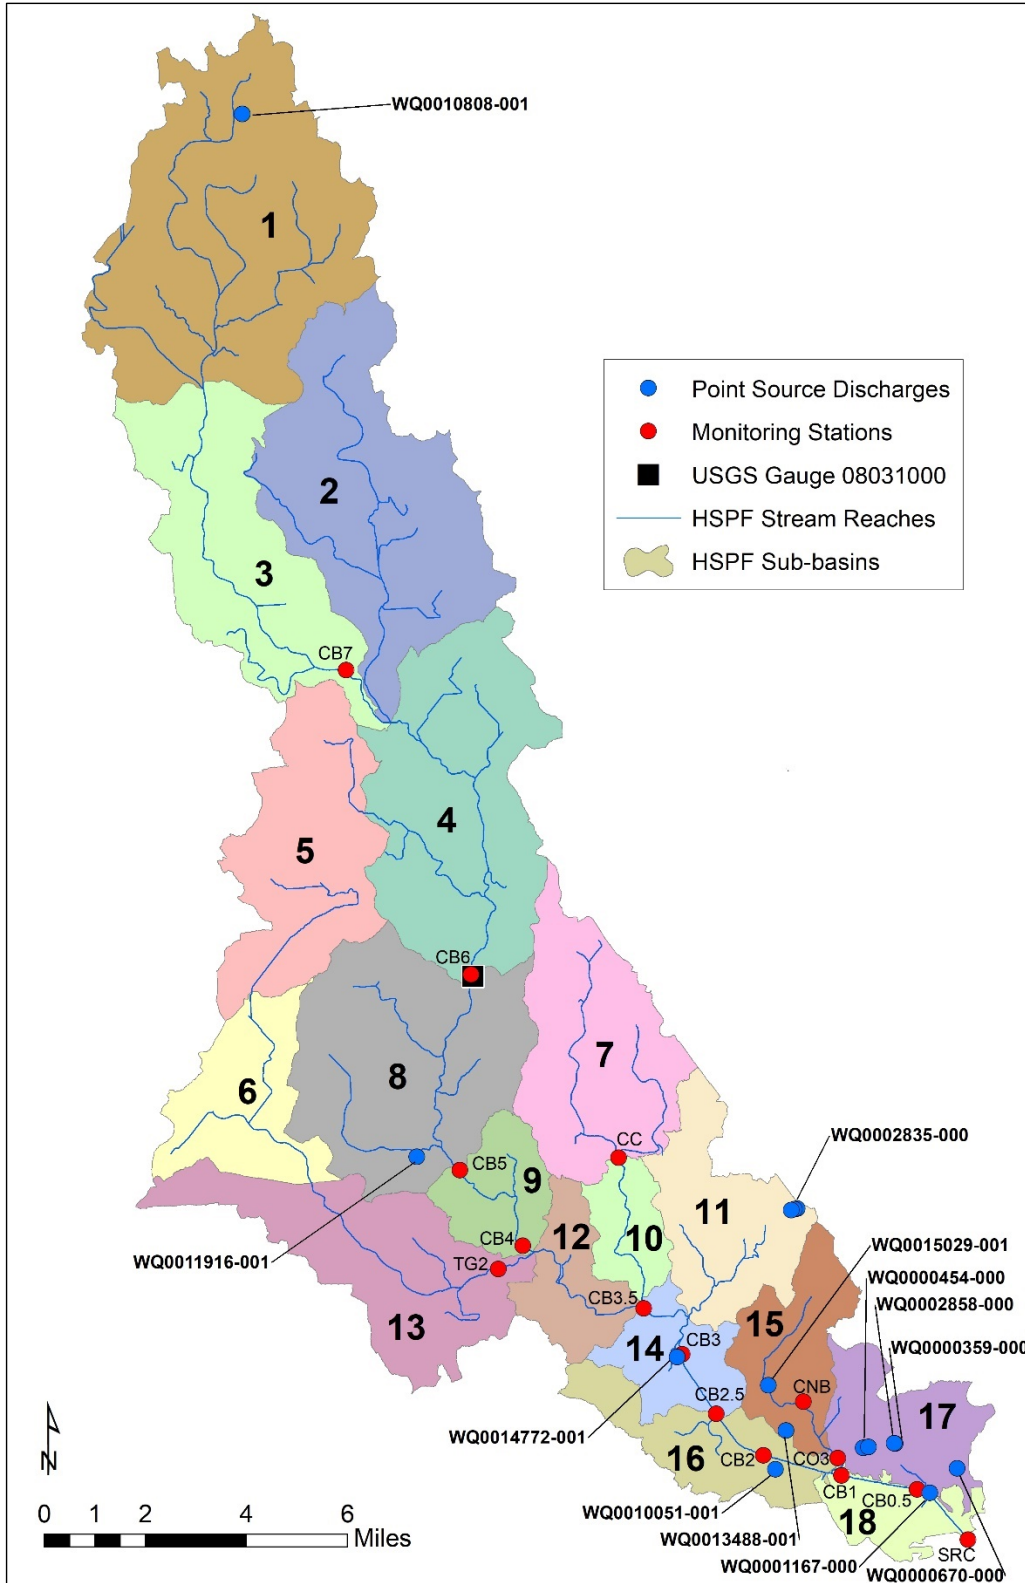 WQ0010808-001
1
Point Source Discharges
Monitoring Stations
USGS Gauge 08031000
HSPF Stream Reaches
HSPF Sub-basins
2
3
CB7
4
5
CB6
7
8
6
CC
WQ0002835-000
CB5
9
11
WQ0011916-001
CB4
12
10
WQ0015029-001
TG2
WQ0000454-000
WQ0002858-000
CB3.5
13
15
WQ0000359-000
14
CB3
CNB
17
CB2.5
WQ0014772-001
16
CB2
CO3
CB1
CB0.5
WQ0010051-001
18
WQ0013488-001
SRC
WQ0001167-000
WQ0000670-000
N
0 1 2 4 6
Miles